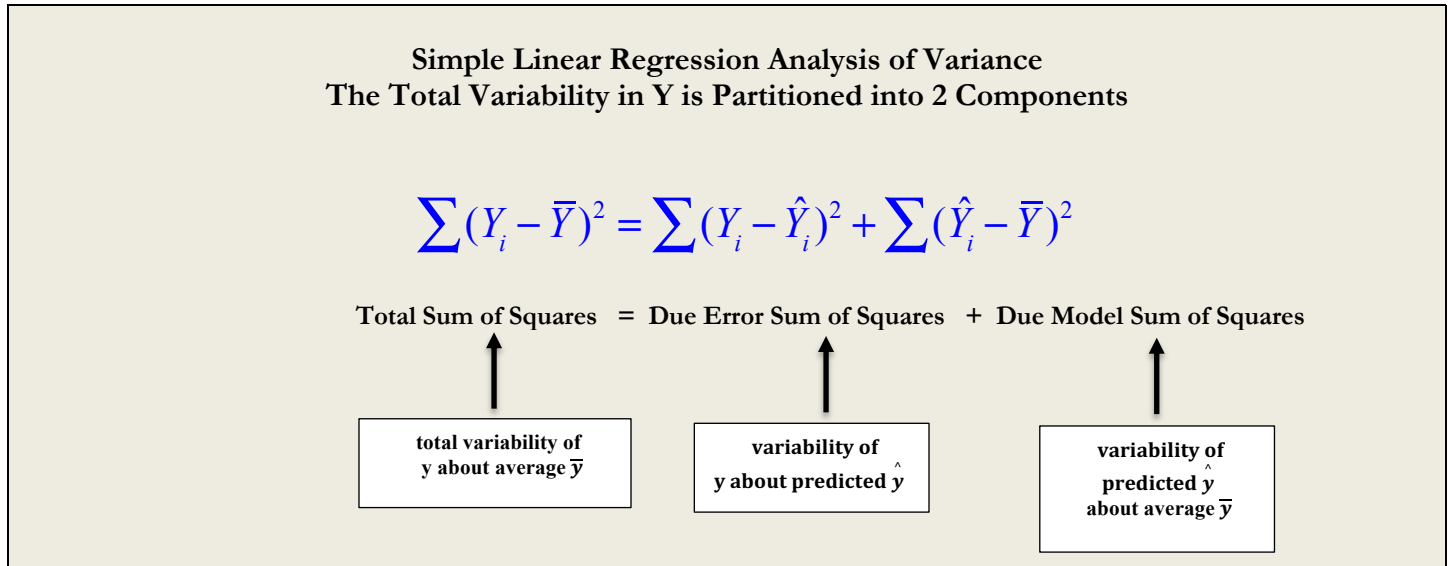 Simple Linear Regression Analysis of Variance
The Total Variability in Y is Partitioned into 2 Components
∑(Yᵢ − Ȳ)² = ∑(Yᵢ − Ŷᵢ)² + ∑(Ŷᵢ − Ȳ)²
Total Sum of Squares = Due Error Sum of Squares + Due Model Sum of Squares
total variability of
y about average ȳ
variability of
y about predicted ŷ
variability of
predicted ŷ
about average ȳ